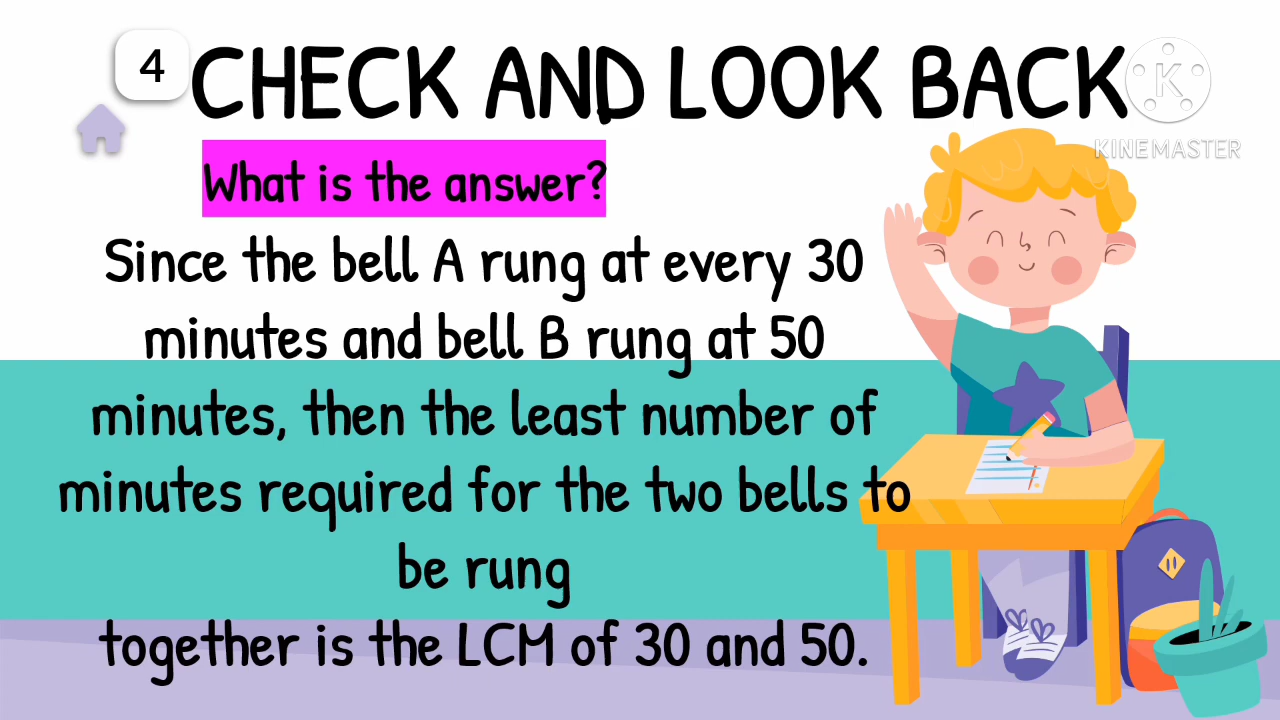 4
CHECK AND LOOK BACK
K
KINEMASTER
What is the answer?
Since the bell A rung at every 30
minutes and bell B rung at 50
minutes, then the least number of
minutes required for the two bells to
be rung
together is the LCM of 30 and 50.